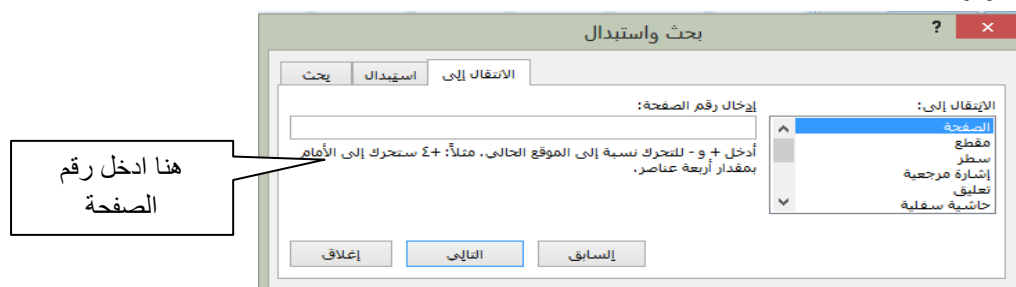 بحث واستبدال
?
×
بحث
استبدال
الانتقال إلى
الانتقال إلى:
إدخال رقم الصفحة:
الصفحة
مقطع
سطر
إشارة مرجعية
تعليق
حاشية سفلية
أدخل + و - للتحرك نسبة إلى الموقع الحالي. مثلاً: +٤ ستحرك إلى الأمام
بمقدار أربعة عناصر.
السابق
التالي
إغلاق
هنا ادخل رقم
الصفحة